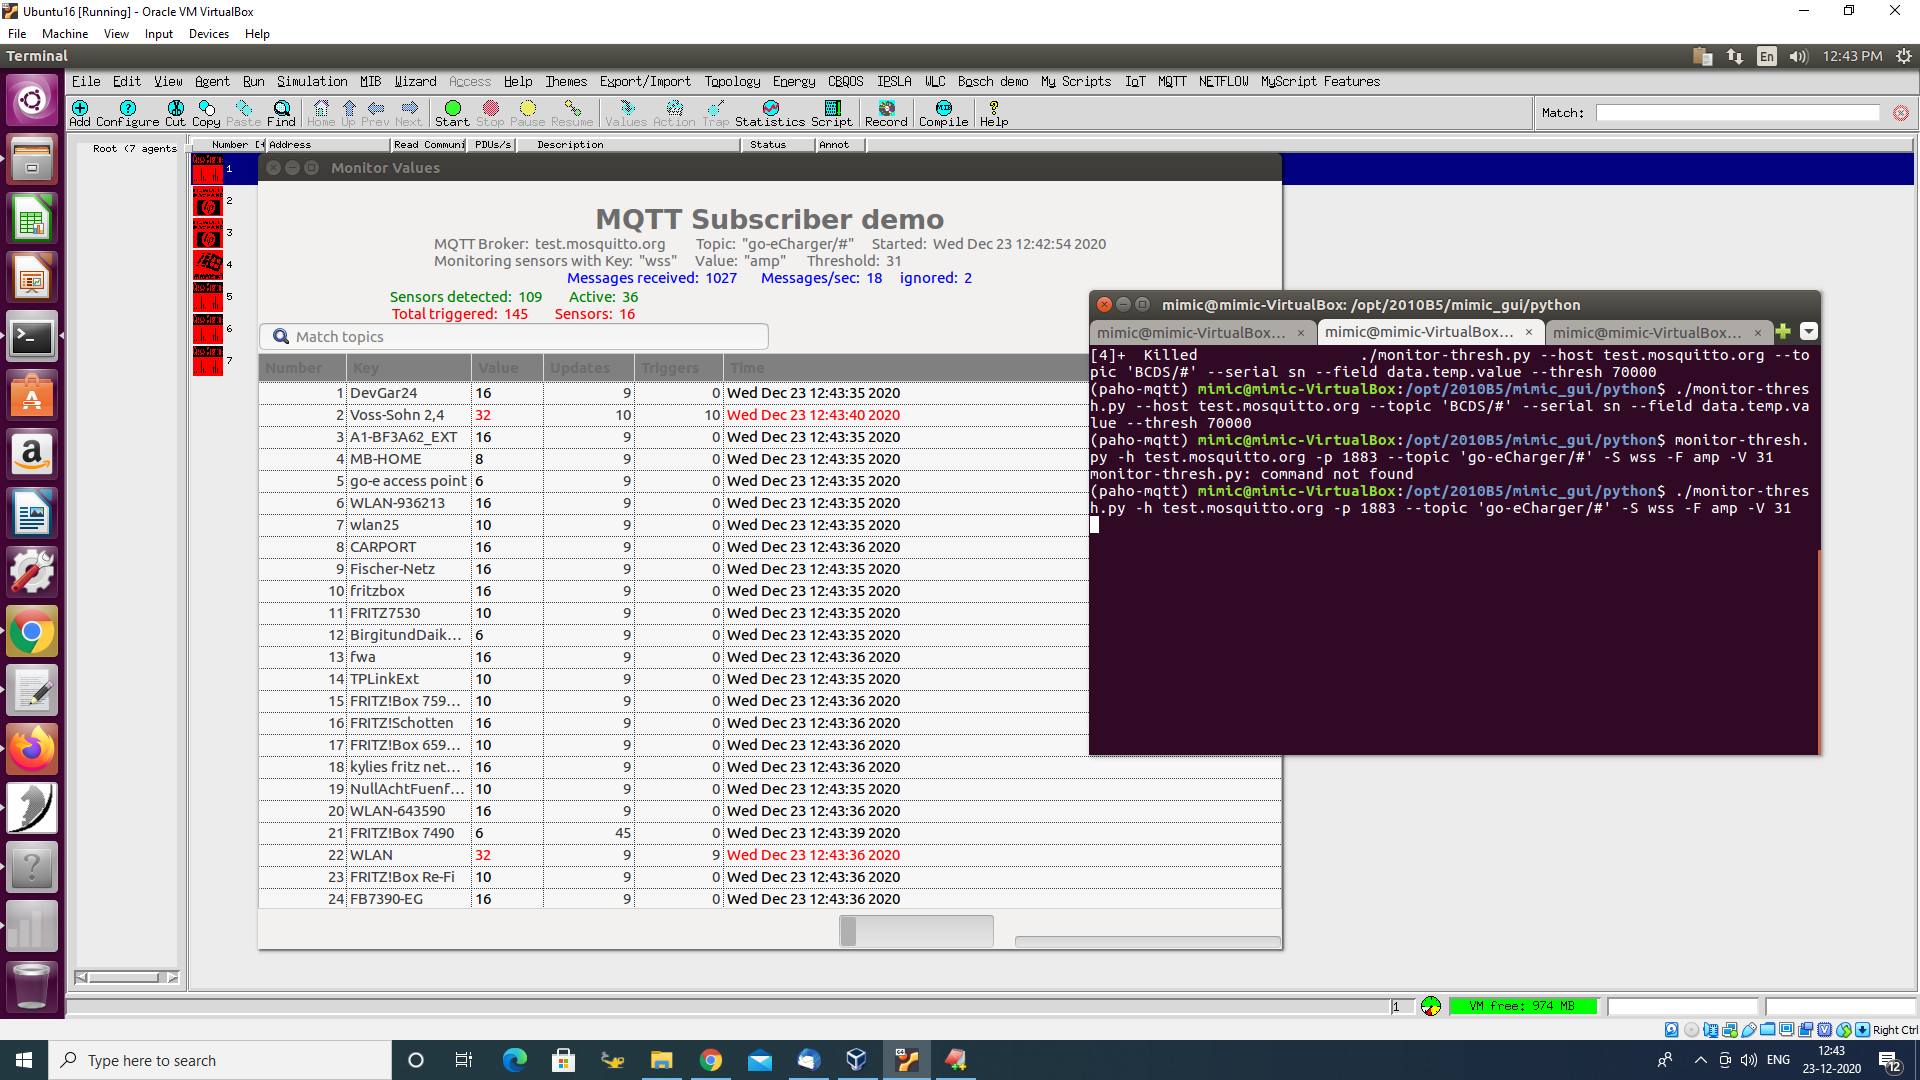 Ubuntu16 [Running] - Oracle VM VirtualBox
File Machine View Input Devices Help
Terminal
En 12:43 PM
File Edit View Agent Run Simulation MIB Wizard Access Help Themes Export/Import Topology Energy CBQOS IPSLA WLC Bosch demo My Scripts IoT MQTT NETFLOW MyScript Features
Add Configure Cut Copy Paste Find Home Up Prev Next Start Stop Pause Resume Values Action Trap Statistics Script Record Compile Help
Match:
Root (7 agents
Number [+ Address Read Communi PDUs/s Description Status Annot
1
2
3
4
5
6
7
Monitor Values
MQTT Subscriber demo
MQTT Broker: test.mosquitto.org Topic: "go-eCharger/#" Started: Wed Dec 23 12:42:54 2020
Monitoring sensors with Key: "wss" Value: "amp" Threshold: 31
Messages received: 1027 Messages/sec: 18 ignored: 2
Sensors detected: 109 Active: 36
Total triggered: 145 Sensors: 16
Match topics
Number Key Value Updates Triggers Time
1 DevGar24 16 9 0 Wed Dec 23 12:43:35 2020
2 Voss-Sohn 2,4 32 10 10 Wed Dec 23 12:43:40 2020
3 A1-BF3A62_EXT 16 9 0 Wed Dec 23 12:43:35 2020
4 MB-HOME 8 9 0 Wed Dec 23 12:43:35 2020
5 go-e access point 6 9 0 Wed Dec 23 12:43:35 2020
6 WLAN-936213 16 9 0 Wed Dec 23 12:43:35 2020
7 wlan25 10 9 0 Wed Dec 23 12:43:35 2020
8 CARPORT 16 9 0 Wed Dec 23 12:43:36 2020
9 Fischer-Netz 16 9 0 Wed Dec 23 12:43:35 2020
10 fritzbox 16 9 0 Wed Dec 23 12:43:35 2020
11 FRITZ7530 10 9 0 Wed Dec 23 12:43:35 2020
12 BirgitundDaik... 6 9 0 Wed Dec 23 12:43:35 2020
13 fwa 16 9 0 Wed Dec 23 12:43:36 2020
14 TPLinkExt 10 9 0 Wed Dec 23 12:43:35 2020
15 FRITZ!Box 759... 10 9 0 Wed Dec 23 12:43:36 2020
16 FRITZ!Schotten 16 9 0 Wed Dec 23 12:43:36 2020
17 FRITZ!Box 659... 10 9 0 Wed Dec 23 12:43:36 2020
18 kylies fritz net... 16 9 0 Wed Dec 23 12:43:36 2020
19 NullAchtFuenf... 10 9 0 Wed Dec 23 12:43:35 2020
20 WLAN-643590 16 9 0 Wed Dec 23 12:43:36 2020
21 FRITZ!Box 7490 6 45 0 Wed Dec 23 12:43:39 2020
22 WLAN 32 9 9 Wed Dec 23 12:43:36 2020
23 FRITZ!Box Re-Fi 10 9 0 Wed Dec 23 12:43:36 2020
24 FB7390-EG 16 9 0 Wed Dec 23 12:43:36 2020
mimic@mimic-VirtualBox: /opt/2010B5/mimic_gui/python
mimic@mimic-VirtualBox... × mimic@mimic-VirtualBox... × mimic@mimic-VirtualBox... ×
[4]+ Killed ./monitor-thresh.py --host test.mosquitto.org --to
pic 'BCDS/#' --serial sn --field data.temp.value --thresh 70000
(paho-mqtt) mimic@mimic-VirtualBox:/opt/2010B5/mimic_gui/python$ ./monitor-thres
h.py --host test.mosquitto.org --topic 'BCDS/#' --serial sn --field data.temp.va
lue --thresh 70000
(paho-mqtt) mimic@mimic-VirtualBox:/opt/2010B5/mimic_gui/python$ monitor-thresh.
py -h test.mosquitto.org -p 1883 --topic 'go-eCharger/#' -S wss -F amp -V 31
monitor-thresh.py: command not found
(paho-mqtt) mimic@mimic-VirtualBox:/opt/2010B5/mimic_gui/python$ ./monitor-thres
h.py -h test.mosquitto.org -p 1883 --topic 'go-eCharger/#' -S wss -F amp -V 31
1 VM free: 974 MB
Right Ctrl
Type here to search
ENG 12:43
23-12-2020 12